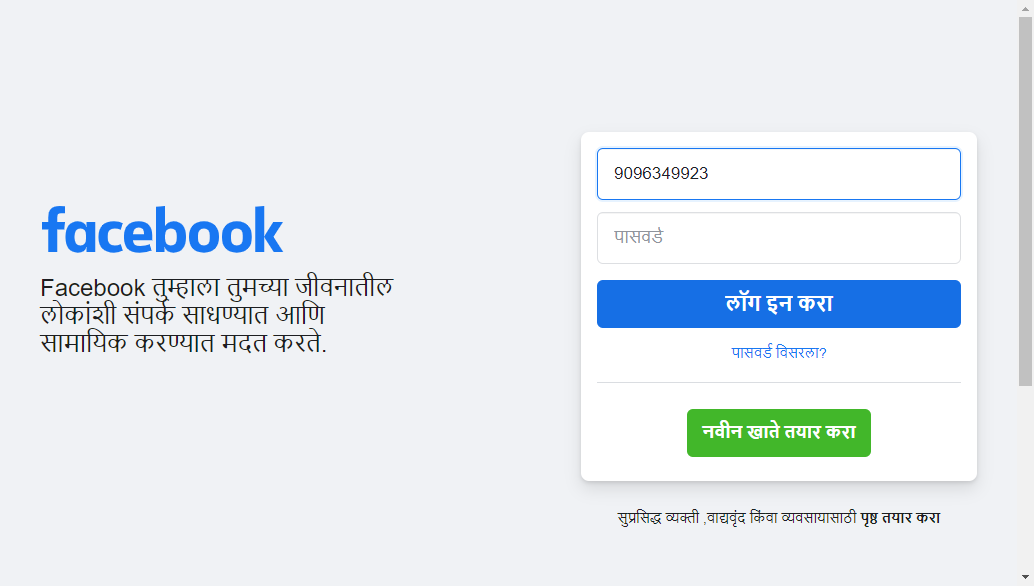 facebook
Facebook तुम्हाला तुमच्या जीवनातील
लोकांशी संपर्क साधण्यात आणि
सामायिक करण्यात मदत करते.
9096349923
पासवर्ड
लॉग इन करा
पासवर्ड विसरला?
नवीन खाते तयार करा
सुप्रसिद्ध व्यक्ती ,वाद्यवृंद किंवा व्यवसायासाठी पृष्ठ तयार करा